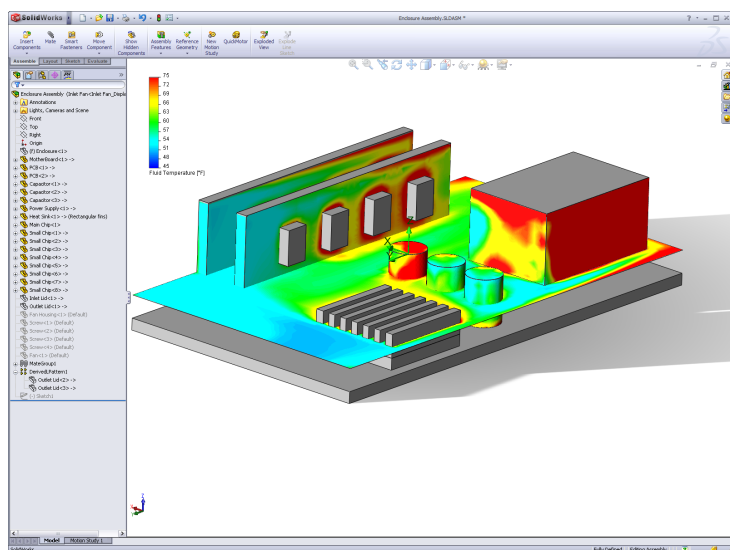 SolidWorks
Enclosure Assembly.SLDASM *
Insert Components
Mate
Smart Fasteners
Move Component
Show Hidden Components
Assembly Features
Reference Geometry
New Motion Study
QuickMotor
Exploded View
Explode Line Sketch
Assemble Layout Sketch Evaluate
Enclosure Assembly (Inlet Fan<Inlet Fan_Displa
Annotations
Lights, Cameras and Scene
Front
Top
Right
Origin
(f) Enclosure<1>
MotherBoard<1> ->
PCB<1> ->
PCB<2> ->
Capacitor<1> ->
Capacitor<2> ->
Capacitor<3> ->
Power Supply<1> ->
Heat Sink<1> -> (Rectangular fins)
Main Chip<1>
Small Chip<1> ->
Small Chip<2> ->
Small Chip<3> ->
Small Chip<4> ->
Small Chip<5> ->
Small Chip<6> ->
Small Chip<7> ->
Small Chip<8> ->
Inlet Lid<1> ->
Outlet Lid<1> ->
Fan Housing<1> (Default)
Screw<1> (Default)
Screw<2> (Default)
Screw<3> (Default)
Screw<4> (Default)
Fan<1> (Default)
MateGroup1
DerivedLPattern1
Outlet Lid<2> ->
Outlet Lid<3> ->
(-) Sketch1
75
72
69
66
63
60
57
54
51
48
45
Fluid Temperature [°F]
X
Z
Model Motion Study 1
SolidWorks
Fully Defined Editing Assembly